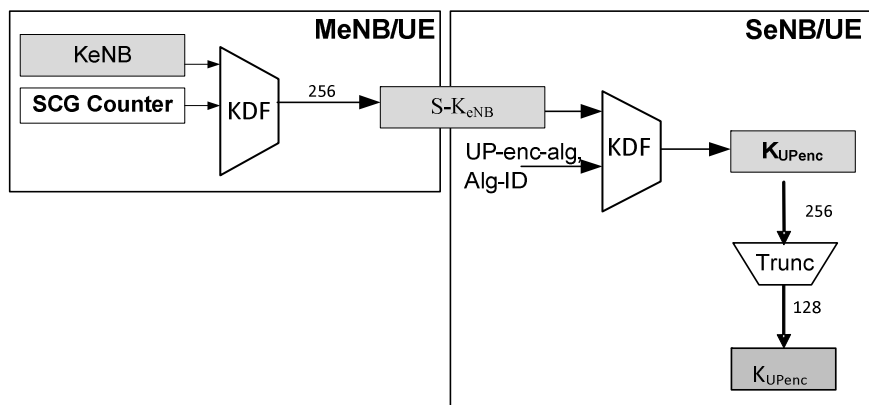 MeNB/UE
SeNB/UE
KeNB
SCG Counter
KDF
256
S-KeNB
UP-enc-alg,
Alg-ID
KDF
KUPenc
256
Trunc
128
KUPenc